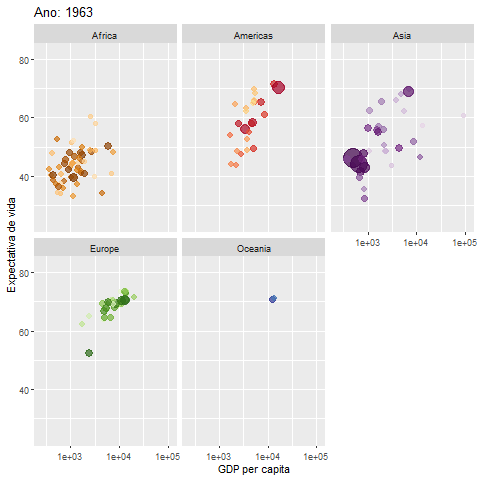 Ano: 1963
Africa
Americas
Asia
80
60
40
1e+03 1e+04 1e+05
Europe
Oceania
80
60
40
1e+03 1e+04 1e+05
1e+03 1e+04 1e+05
Expectativa de vida
GDP per capita